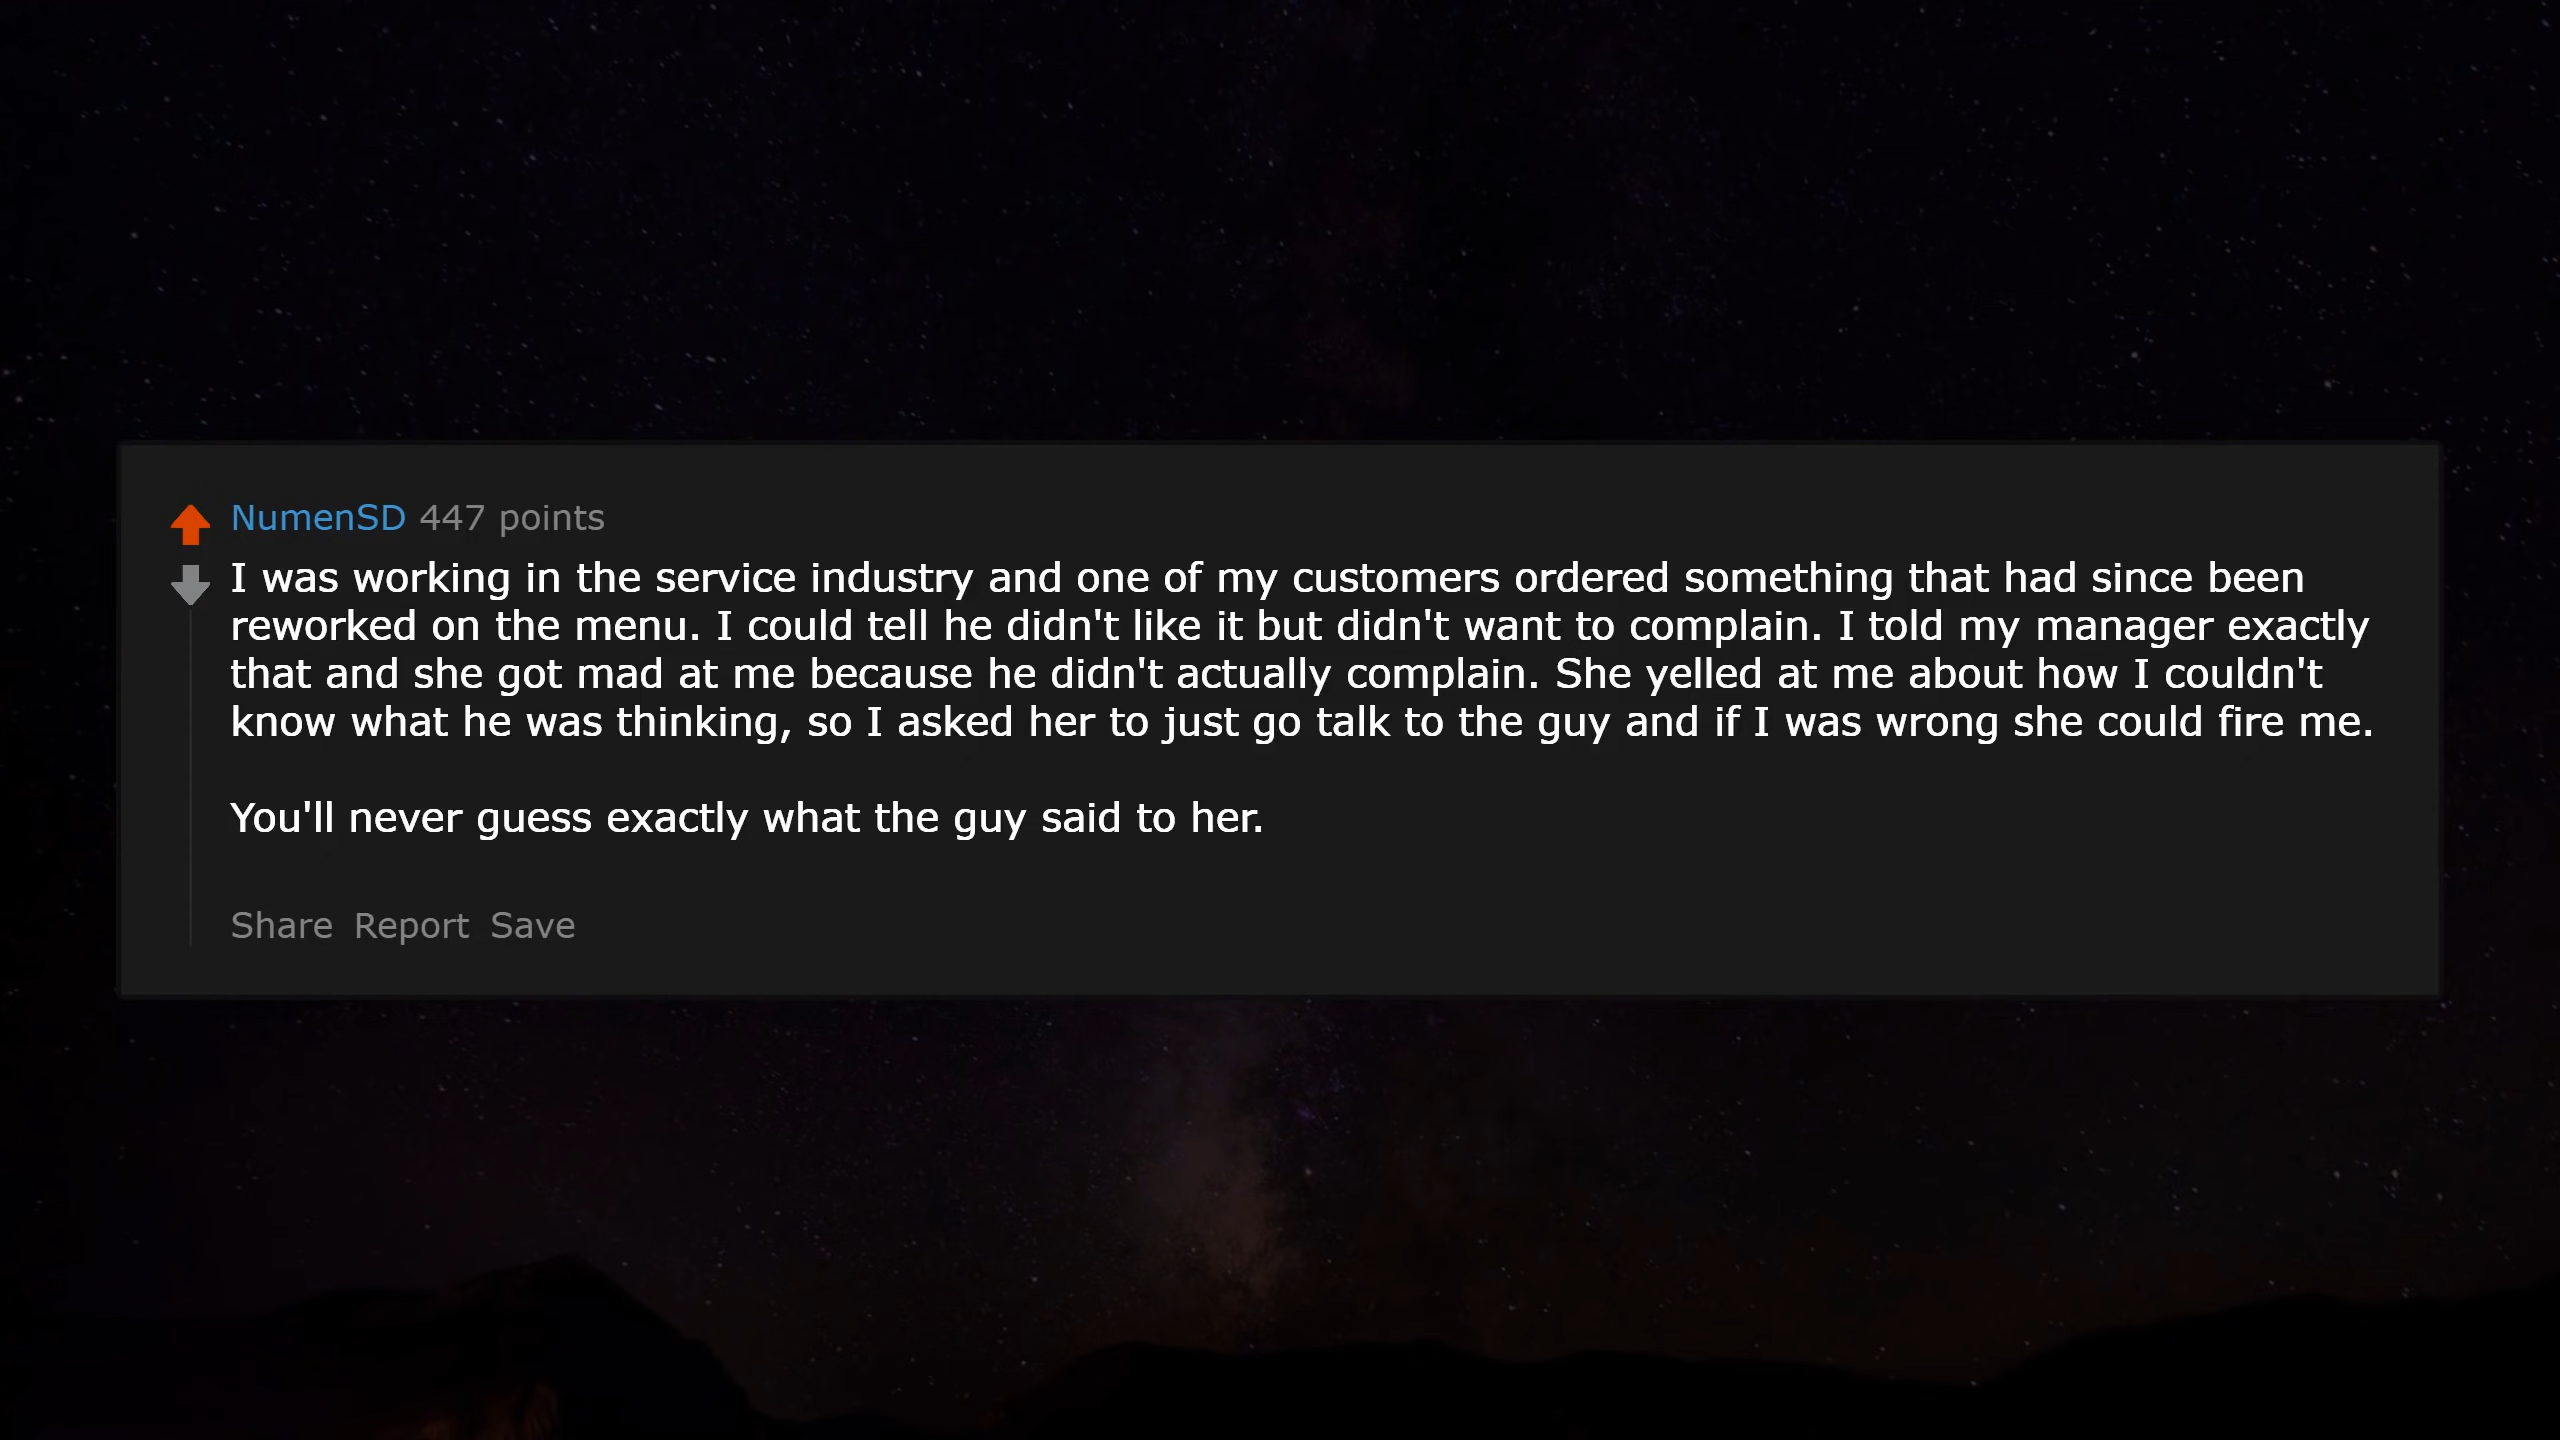 NumenSD 447 points
I was working in the service industry and one of my customers ordered something that had since been
reworked on the menu. I could tell he didn't like it but didn't want to complain. I told my manager exactly
that and she got mad at me because he didn't actually complain. She yelled at me about how I couldn't
know what he was thinking, so I asked her to just go talk to the guy and if I was wrong she could fire me.
You'll never guess exactly what the guy said to her.
Share Report Save